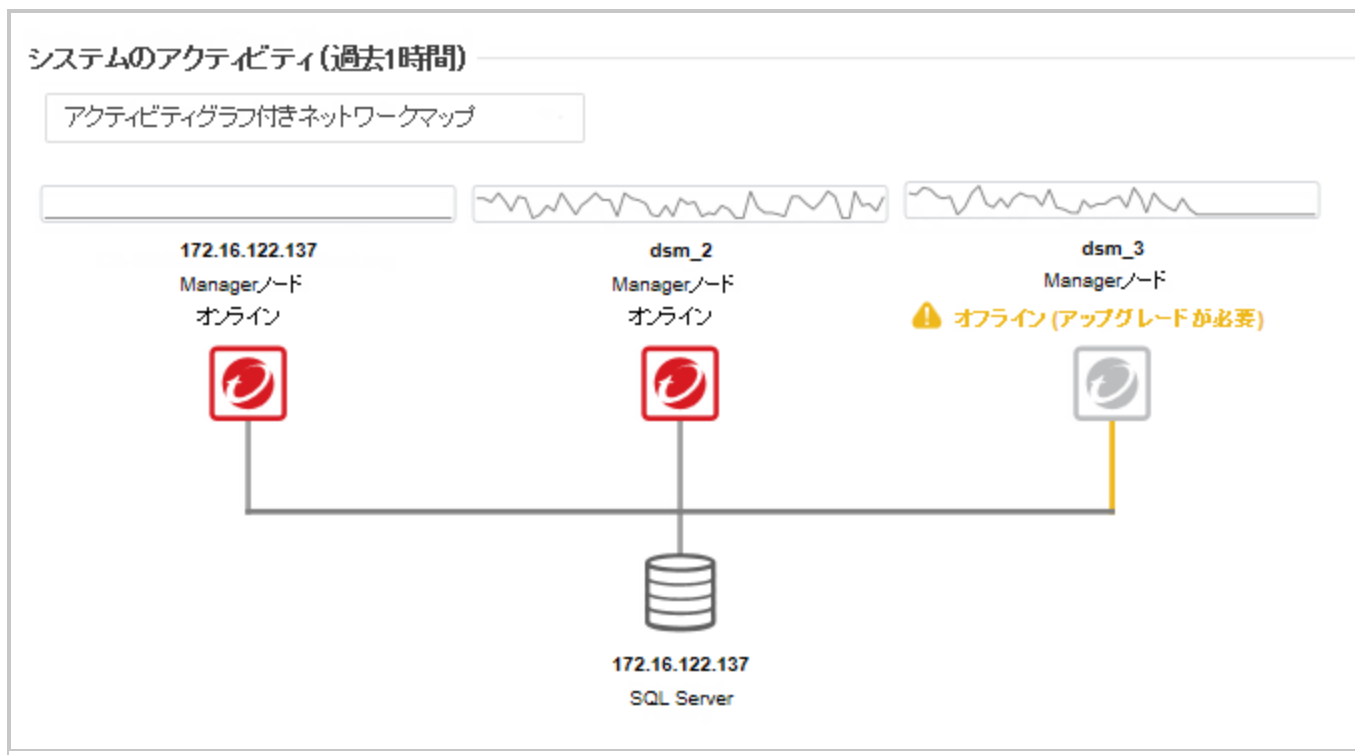 システムのアクティビティ(過去1時間)
アクティビティグラフ付きネットワークマップ
172.16.122.137
Managerノード
オンライン
dsm_2
Managerノード
オンライン
dsm_3
Managerノード
オフライン (アップグレードが必要)
172.16.122.137
SQL Server